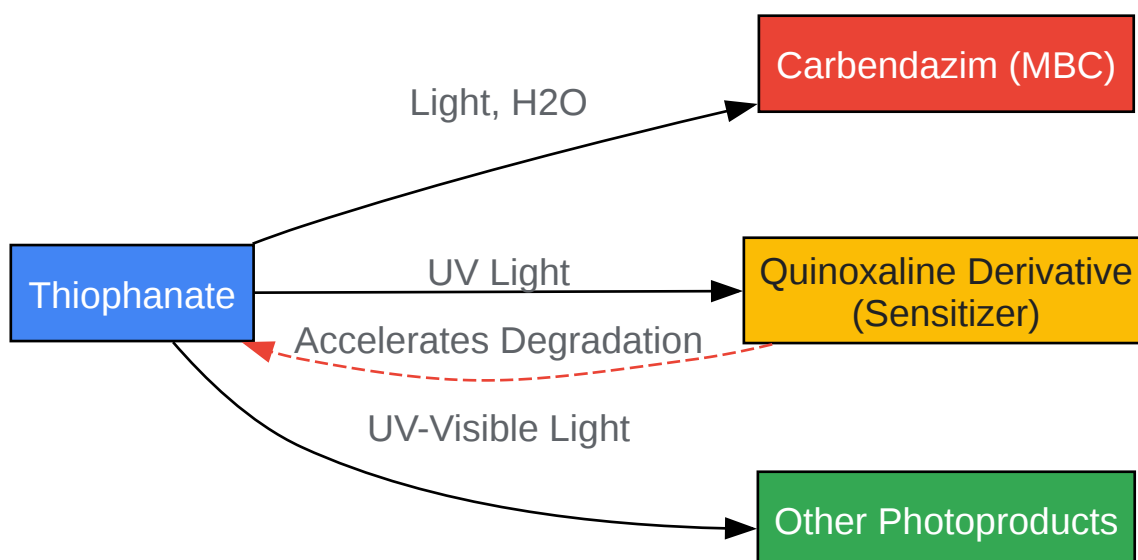 Carbendazim (MBC)
Light, H2O
Thiophanate
UV Light
Quinoxaline Derivative
(Sensitizer)
Accelerates Degradation
UV-Visible Light
Other Photoproducts